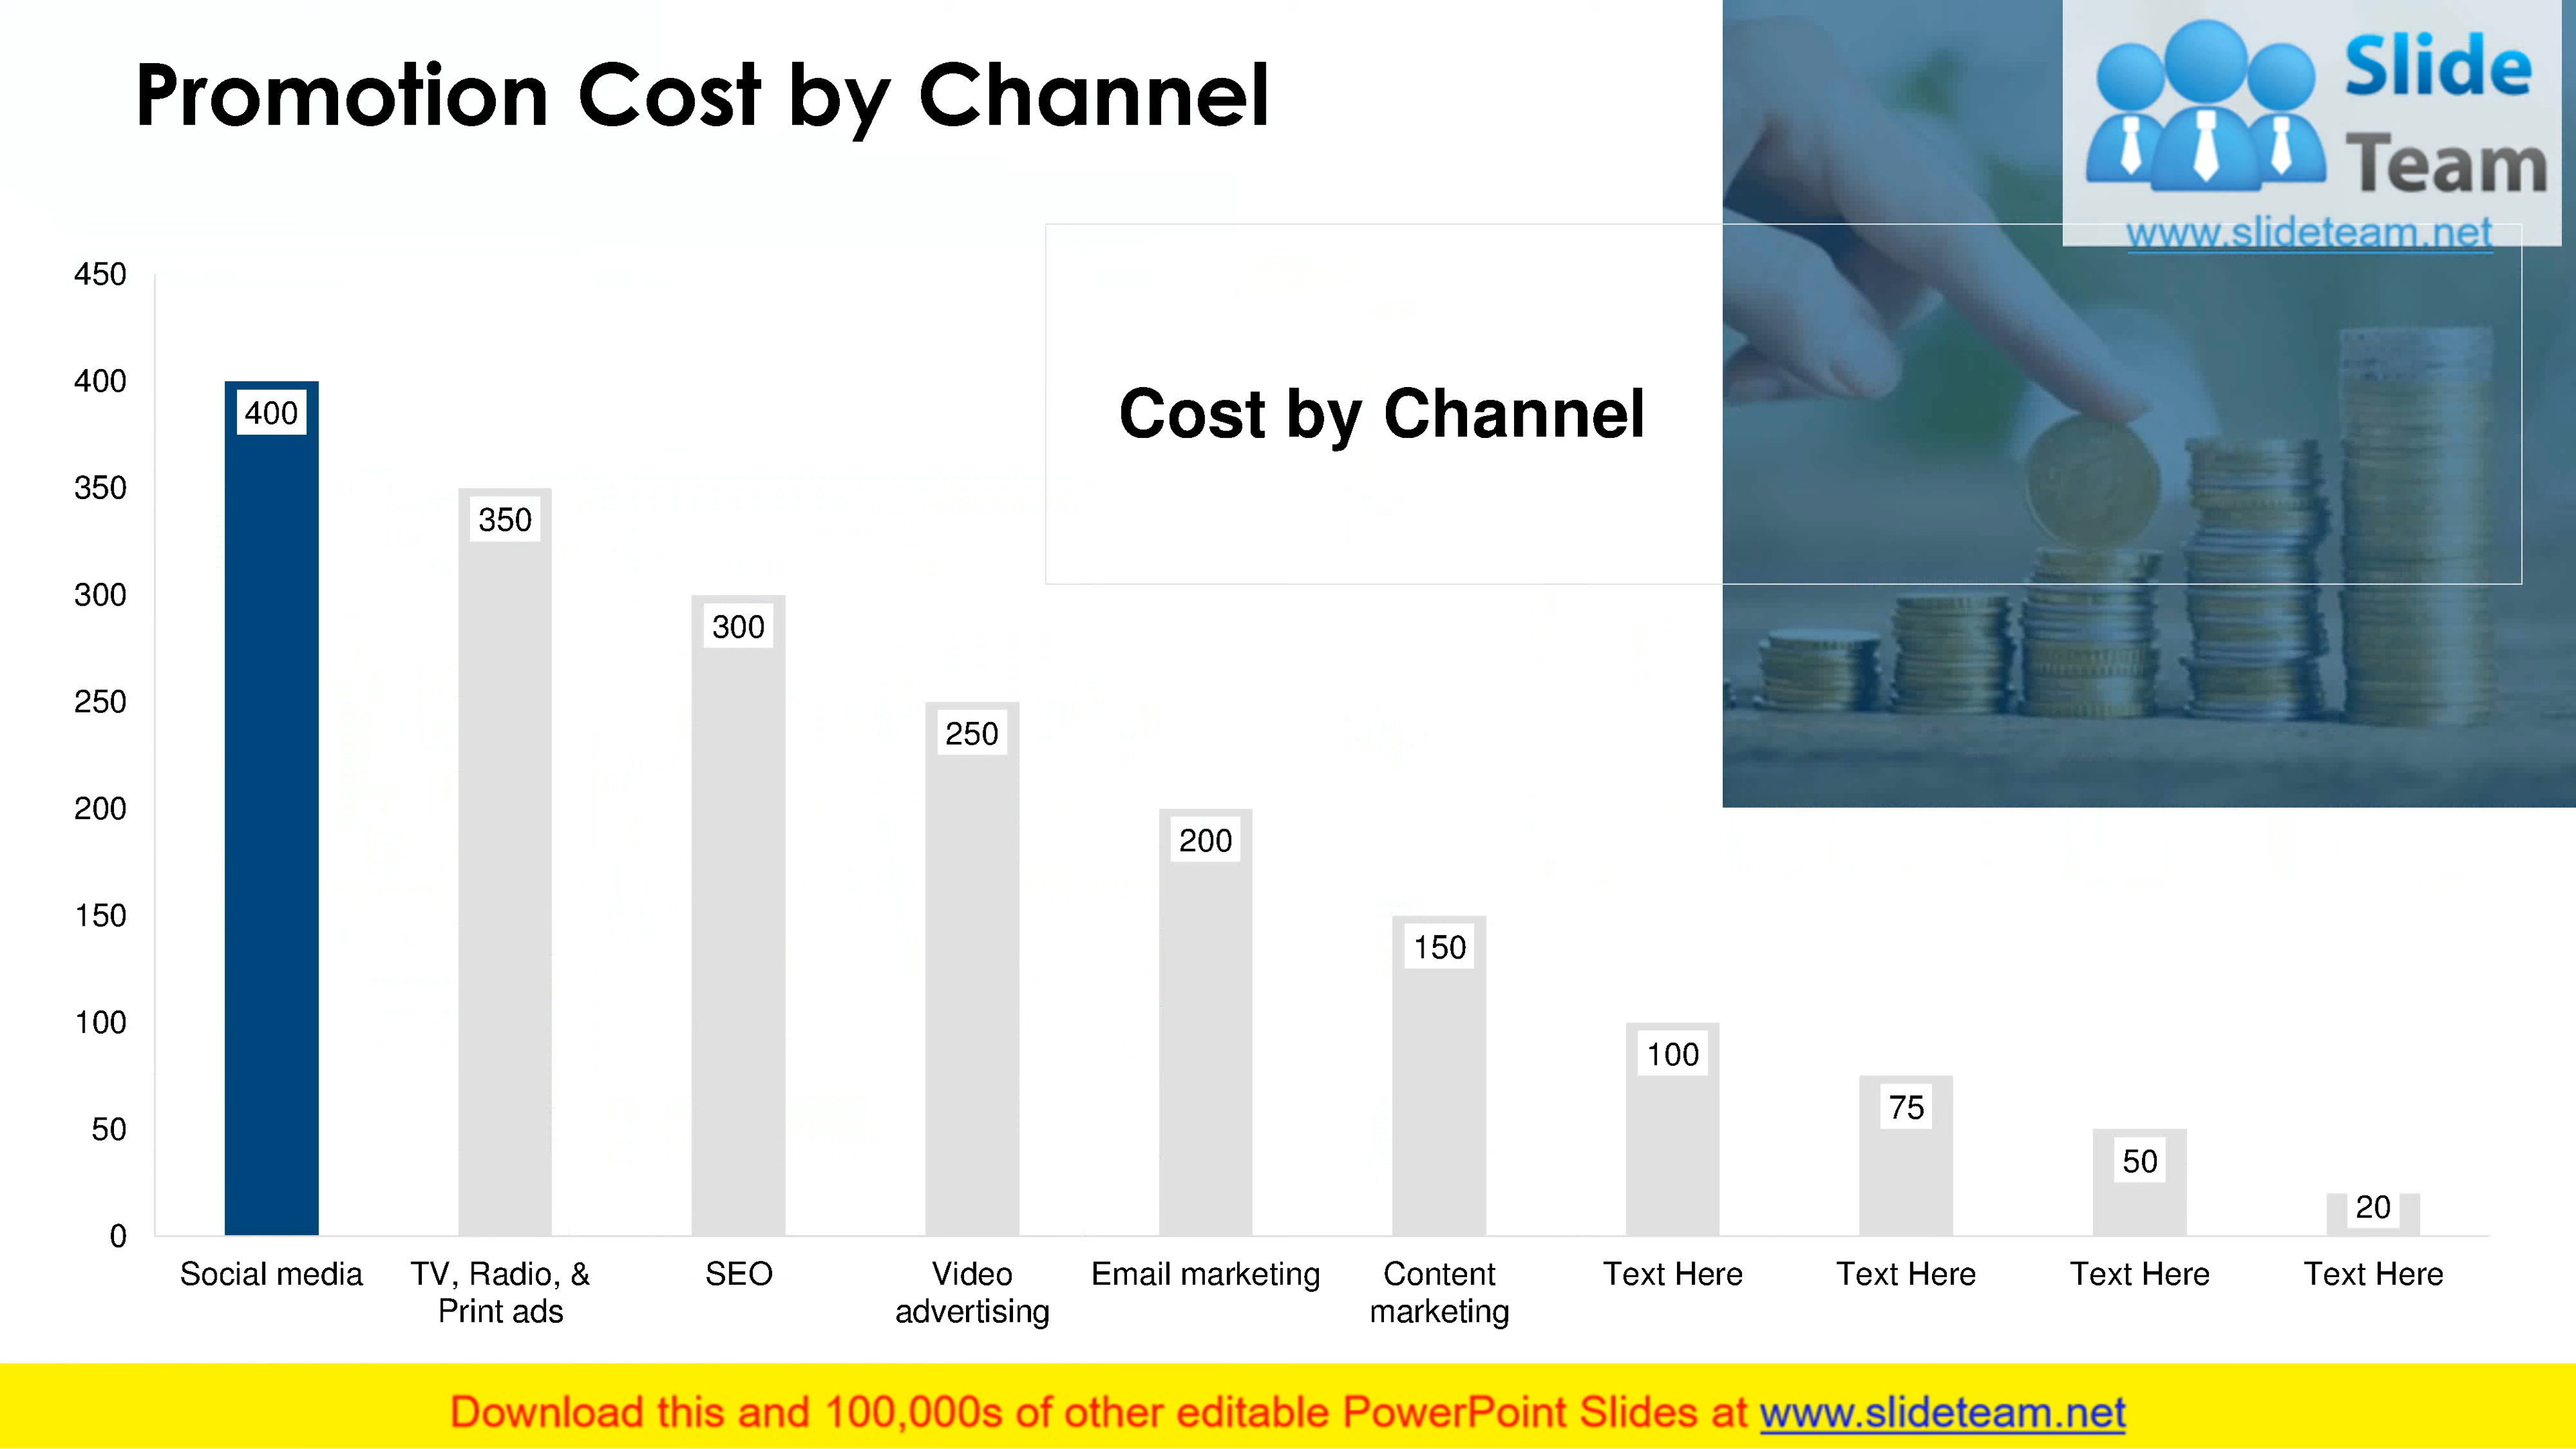 Promotion Cost by Channel
Slide
Team
www.slideteam.net
Cost by Channel
450
400
350
300
250
200
150
100
50
0
400
350
300
250
200
150
100
75
50
20
Social media
TV, Radio, &
Print ads
SEO
Video
advertising
Email marketing
Content
marketing
Text Here
Text Here
Text Here
Text Here
Download this and 100,000s of other editable PowerPoint Slides at www.slideteam.net